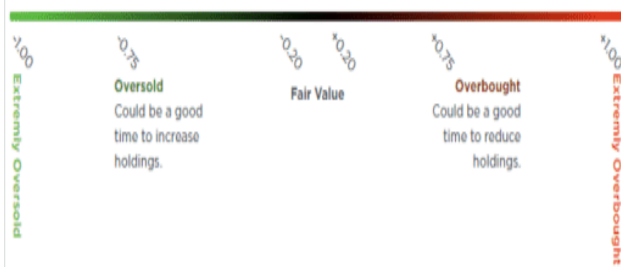 -1.00
-0.75
-0.20
+0.20
+0.75
+1.00
Extremly Oversold
Oversold
Could be a good
time to increase
holdings.
Fair Value
Overbought
Could be a good
time to reduce
holdings.
Extremly Overbought